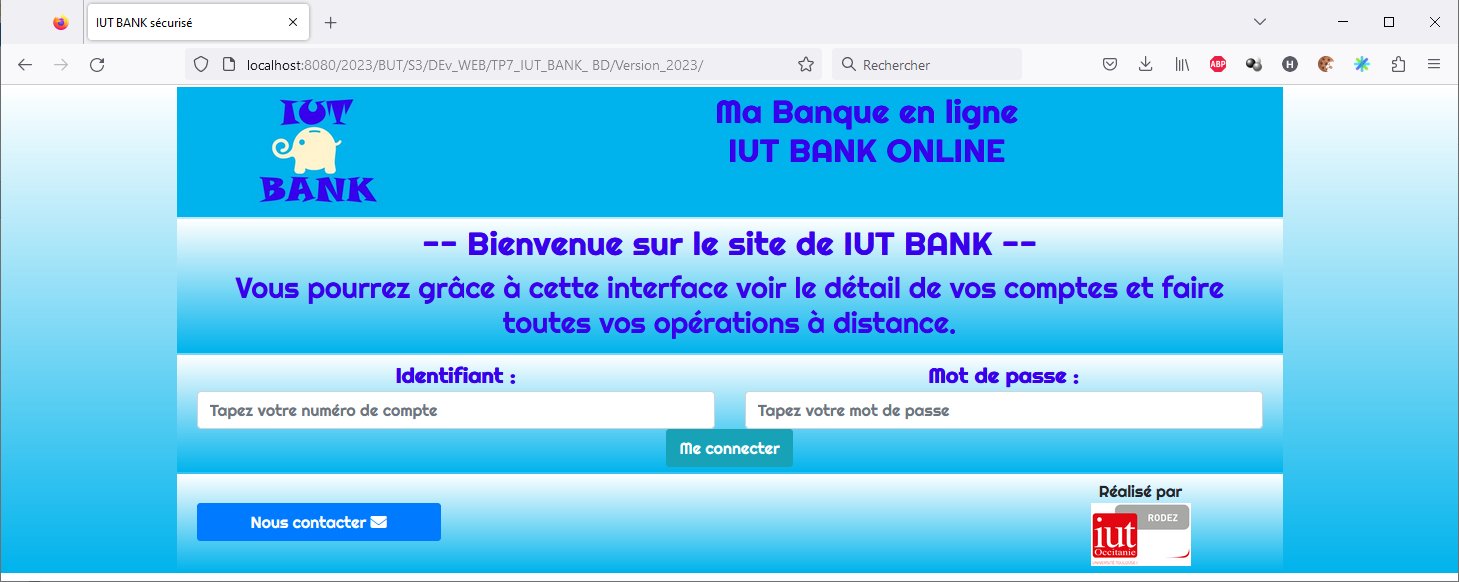 IUT BANK sécurisé
localhost:8080/2023/BUT/S3/DEv_WEB/TP7_IUT_BANK_ BD/Version_2023/
Rechercher
ABP
H
IUT
BANK
Ma Banque en ligne
IUT BANK ONLINE
-- Bienvenue sur le site de IUT BANK --
Vous pourrez grâce à cette interface voir le détail de vos comptes et faire
toutes vos opérations à distance.
Identifiant :
Mot de passe :
Tapez votre numéro de compte
Tapez votre mot de passe
Me connecter
Nous contacter
Réalisé par
RODEZ
iut
Occitanie